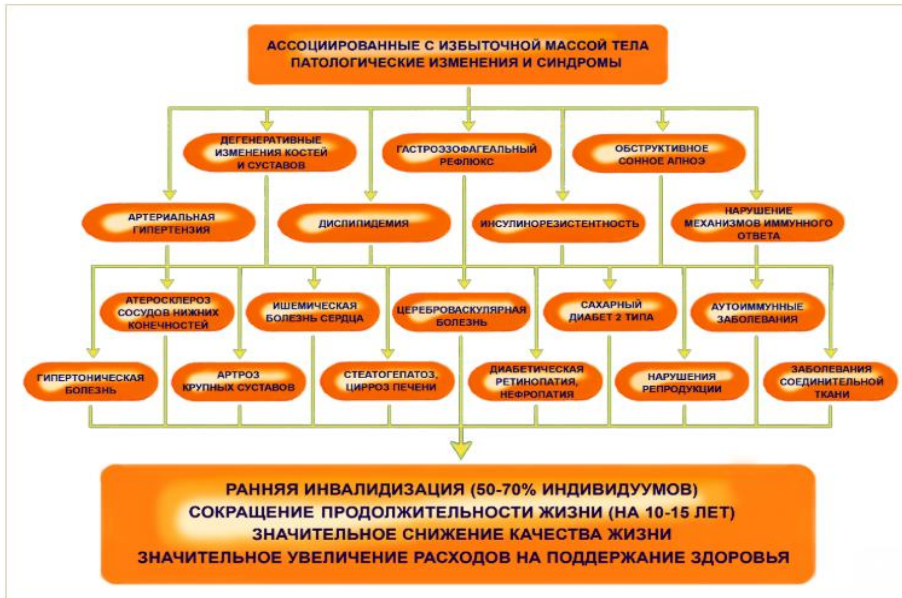 АССОЦИИРОВАННЫЕ С ИЗБЫТОЧНОЙ МАССОЙ ТЕЛА
ПАТОЛОГИЧЕСКИЕ ИЗМЕНЕНИЯ И СИНДРОМЫ
ДЕГЕНЕРАТИВНЫЕ
ИЗМЕНЕНИЯ КОСТЕЙ
И СУСТАВОВ
ГАСТРОЭЗОФАГЕАЛЬНЫЙ
РЕФЛЮКС
ОБСТРУКТИВНОЕ
СОННОЕ АПНОЭ
АРТЕРИАЛЬНАЯ
ГИПЕРТЕНЗИЯ
ДИСЛИПИДЕМИЯ
ИНСУЛИНОРЕЗИСТЕНТНОСТЬ
НАРУШЕНИЕ
МЕХАНИЗМОВ ИММУННОГО
ОТВЕТА
АТЕРОСКЛЕРОЗ
СОСУДОВ НИЖНИХ
КОНЕЧНОСТЕЙ
ИШЕМИЧЕСКАЯ
БОЛЕЗНЬ СЕРДЦА
ЦЕРЕБРОВАСКУЛЯРНАЯ
БОЛЕЗНЬ
САХАРНЫЙ
ДИАБЕТ 2 ТИПА
АУТОИММУННЫЕ
ЗАБОЛЕВАНИЯ
ГИПЕРТОНИЧЕСКАЯ
БОЛЕЗНЬ
АРТРОЗ
КРУПНЫХ СУСТАВОВ
СТЕАТОГЕПАТОЗ,
ЦИРРОЗ ПЕЧЕНИ
ДИАБЕТИЧЕСКАЯ
РЕТИНОПАТИЯ,
НЕФРОПАТИЯ
НАРУШЕНИЯ
РЕПРОДУКЦИИ
ЗАБОЛЕВАНИЯ
СОЕДИНИТЕЛЬНОЙ
ТКАНИ
РАННЯЯ ИНВАЛИДИЗАЦИЯ (50-70% ИНДИВИДУУМОВ)
СОКРАЩЕНИЕ ПРОДОЛЖИТЕЛЬНОСТИ ЖИЗНИ (НА 10-15 ЛЕТ)
ЗНАЧИТЕЛЬНОЕ СНИЖЕНИЕ КАЧЕСТВА ЖИЗНИ
ЗНАЧИТЕЛЬНОЕ УВЕЛИЧЕНИЕ РАСХОДОВ НА ПОДДЕРЖАНИЕ ЗДОРОВЬЯ